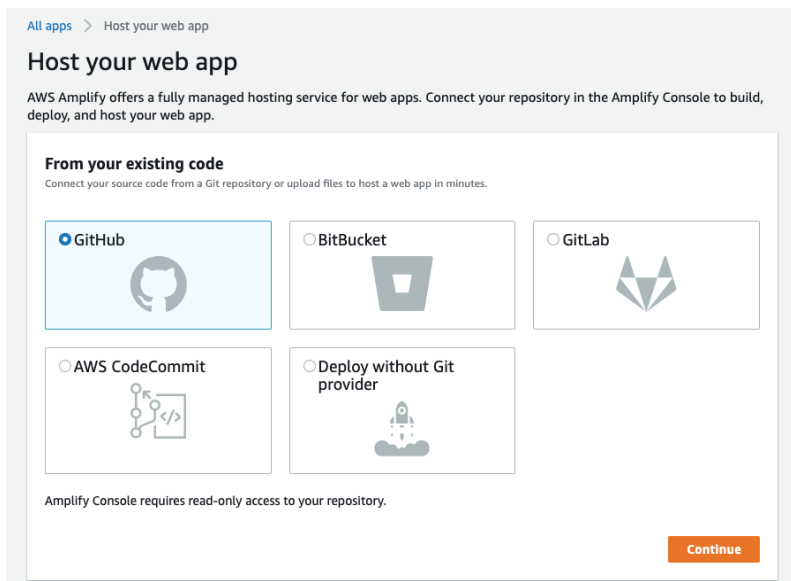 All apps > Host your web app
Host your web app
AWS Amplify offers a fully managed hosting service for web apps. Connect your repository in the Amplify Console to build,
deploy, and host your web app.
From your existing code
Connect your source code from a Git repository or upload files to host a web app in minutes.
GitHub
BitBucket
GitLab
AWS CodeCommit
Deploy without Git
provider
</>
Amplify Console requires read-only access to your repository.
Continue